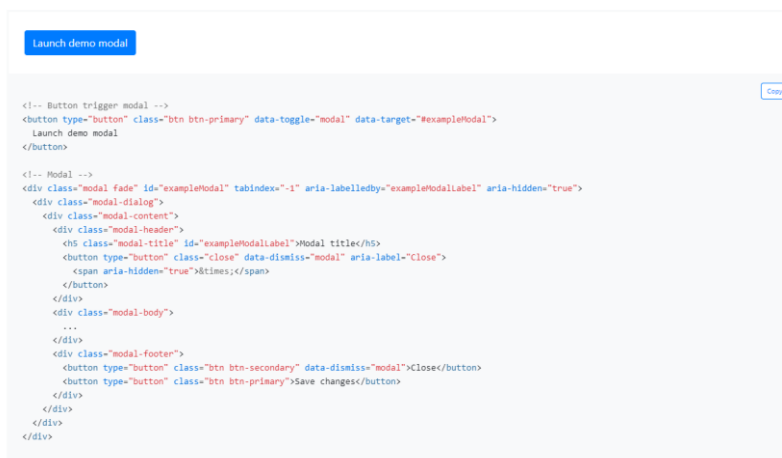 Launch demo modal
Copy
<!-- Button trigger modal -->
<button type="button" class="btn btn-primary" data-toggle="modal" data-target="#exampleModal">
  Launch demo modal
</button>

<!-- Modal -->
<div class="modal fade" id="exampleModal" tabindex="-1" aria-labelledby="exampleModalLabel" aria-hidden="true">
  <div class="modal-dialog">
    <div class="modal-content">
      <div class="modal-header">
        <h5 class="modal-title" id="exampleModalLabel">Modal title</h5>
        <button type="button" class="close" data-dismiss="modal" aria-label="Close">
          <span aria-hidden="true">&times;</span>
        </button>
      </div>
      <div class="modal-body">
        ...
      </div>
      <div class="modal-footer">
        <button type="button" class="btn btn-secondary" data-dismiss="modal">Close</button>
        <button type="button" class="btn btn-primary">Save changes</button>
      </div>
    </div>
  </div>
</div>